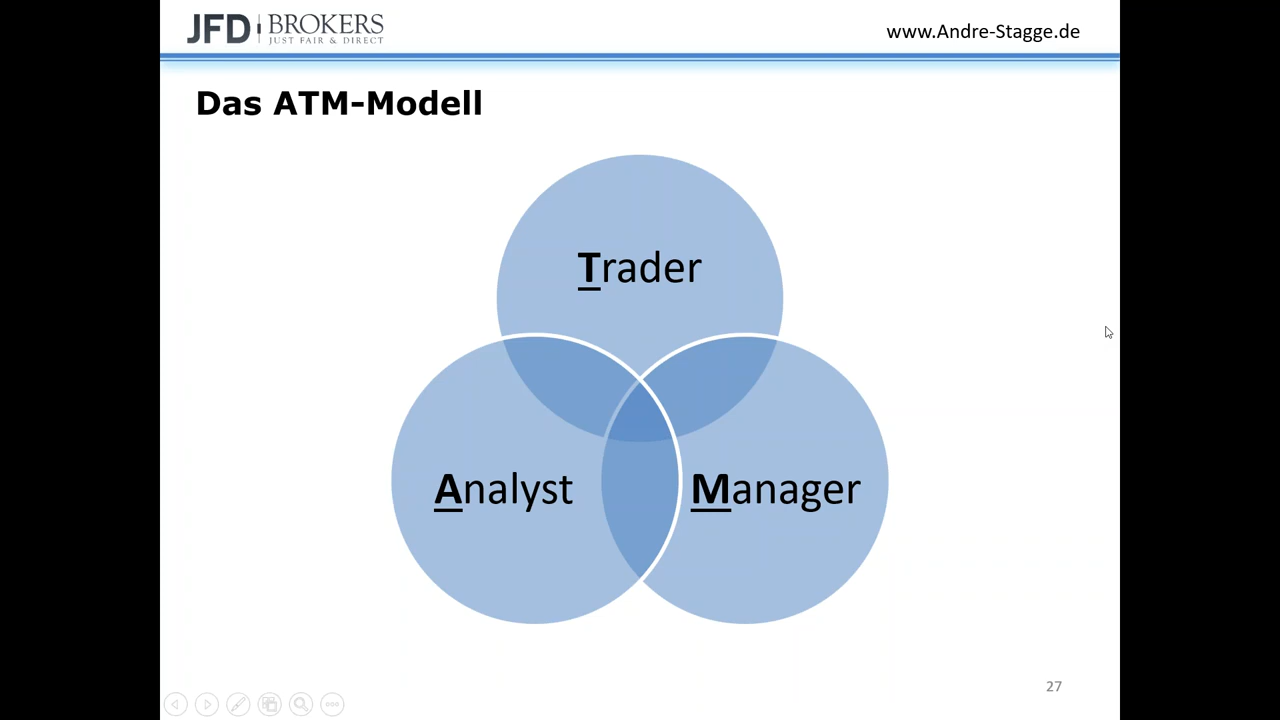 JFD BROKERS
JUST FAIR & DIRECT
www.Andre-Stagge.de
Das ATM-Modell
Trader
Analyst
Manager
27